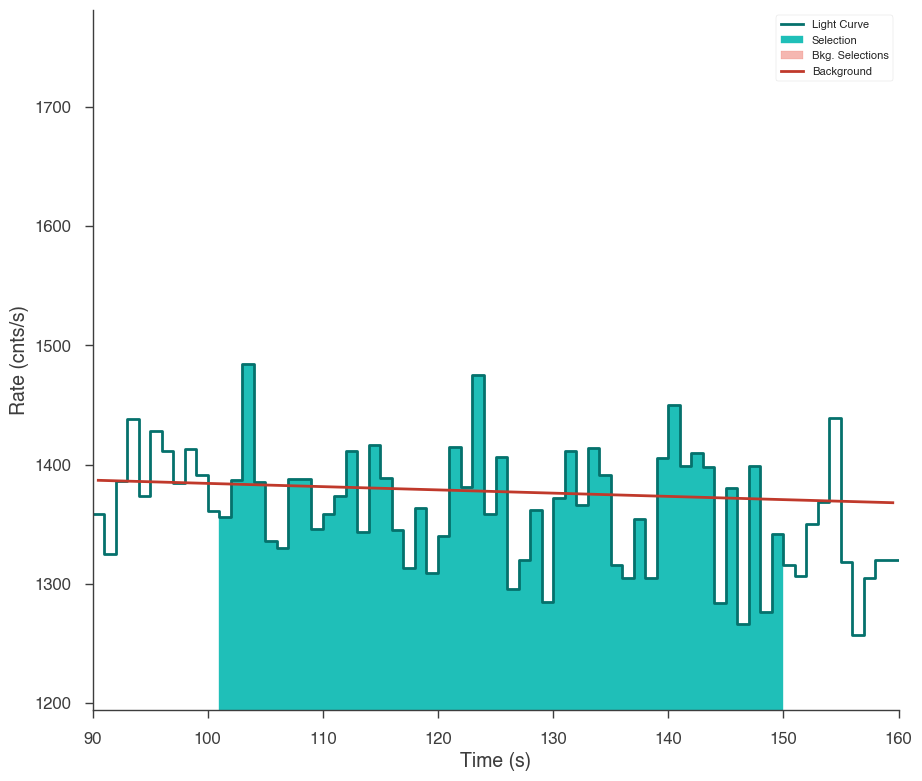 Light Curve
Selection
Bkg. Selections
Background
Rate (cnts/s)
1700
1600
1500
1400
1300
1200
90 100 110 120 130 140 150 160
Time (s)